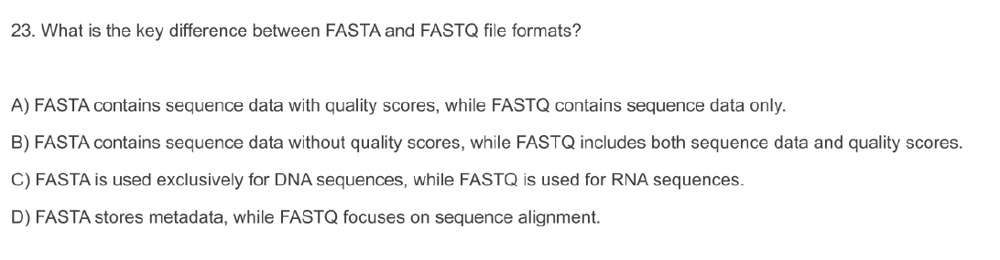 23. What is the key difference between FASTA and FASTQ file formats?
A) FASTA contains sequence data with quality scores, while FASTQ contains sequence data only.
B) FASTA contains sequence data without quality scores, while FASTQ includes both sequence data and quality scores.
C) FASTA is used exclusively for DNA sequences, while FASTQ is used for RNA sequences.
D) FASTA stores metadata, while FASTQ focuses on sequence alignment.